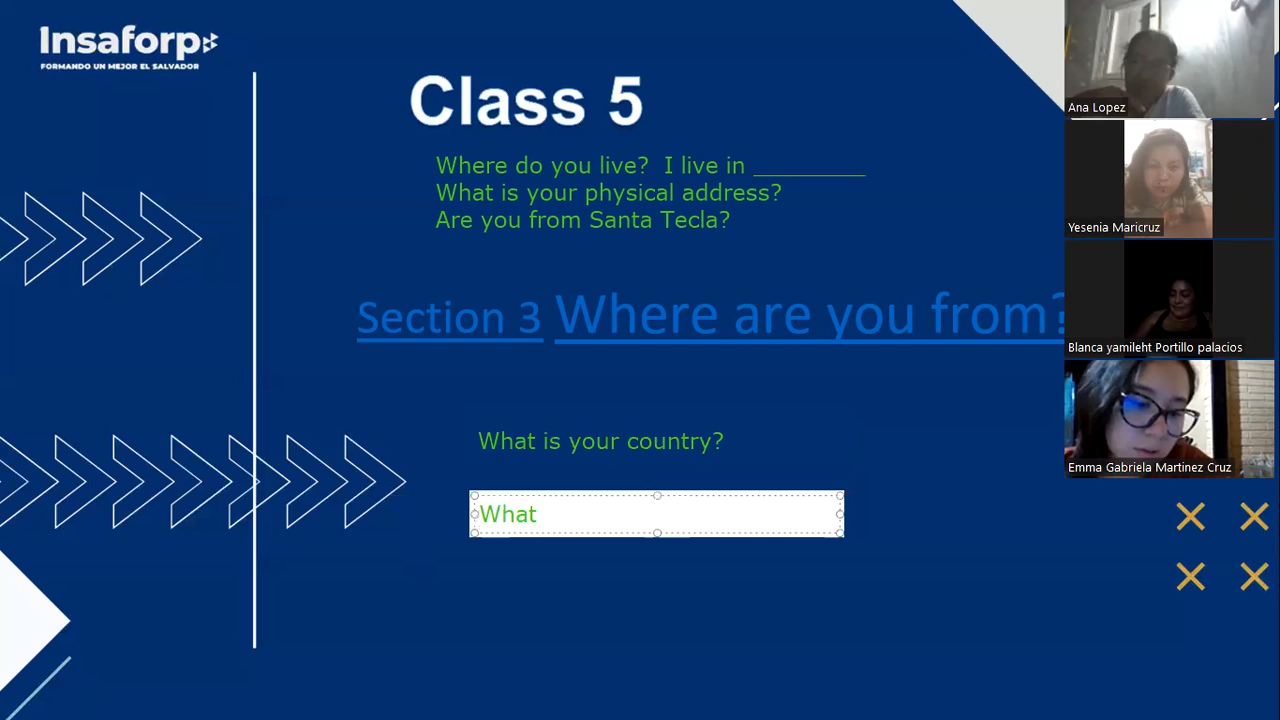 Insaforp
FORMANDO UN MEJOR EL SALVADOR
Class 5
Where do you live?  I live in _________
What is your physical address?
Are you from Santa Tecla?
Section 3 Where are you from?
What is your country?
What
Ana Lopez
Yesenia Maricruz
Blanca yamileht Portillo palacios
Emma Gabriela Martinez Cruz